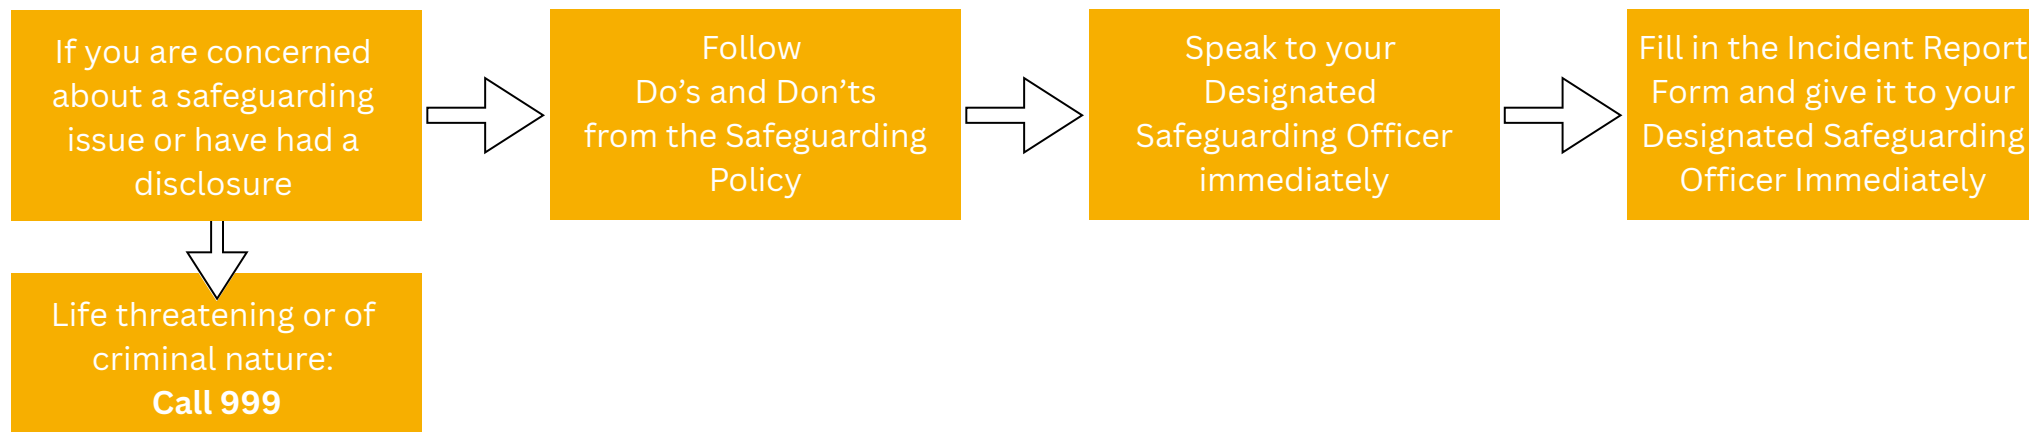 If you are concerned
about a safeguarding
issue or have had a
disclosure
Follow
Do’s and Don’ts
from the Safeguarding
Policy
Speak to your
Designated
Safeguarding Officer
immediately
Fill in the Incident Report
Form and give it to your
Designated Safeguarding
Officer Immediately
Life threatening or of
criminal nature:
Call 999